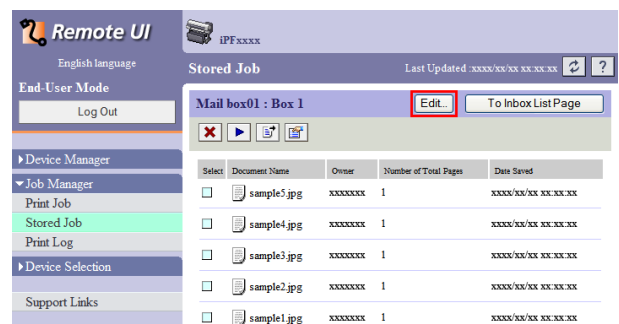 Remote UI
English language
End-User Mode
Log Out
Device Manager
Job Manager
Print Job
Stored Job
Print Log
Device Selection
Support Links
iPFxxxx
Stored Job Last Updated :xxxx/xx/xx xx:xx:xx ?
Mail box01 : Box 1 Edit... To Inbox List Page
Select Document Name Owner Number of Total Pages Date Saved
sample5.jpg xxxxxxx 1 xxxx/xx/xx xx:xx:xx
sample4.jpg xxxxxxx 1 xxxx/xx/xx xx:xx:xx
sample3.jpg xxxxxxx 1 xxxx/xx/xx xx:xx:xx
sample2.jpg xxxxxxx 1 xxxx/xx/xx xx:xx:xx
sample1.jpg xxxxxxx 1 xxxx/xx/xx xx:xx:xx